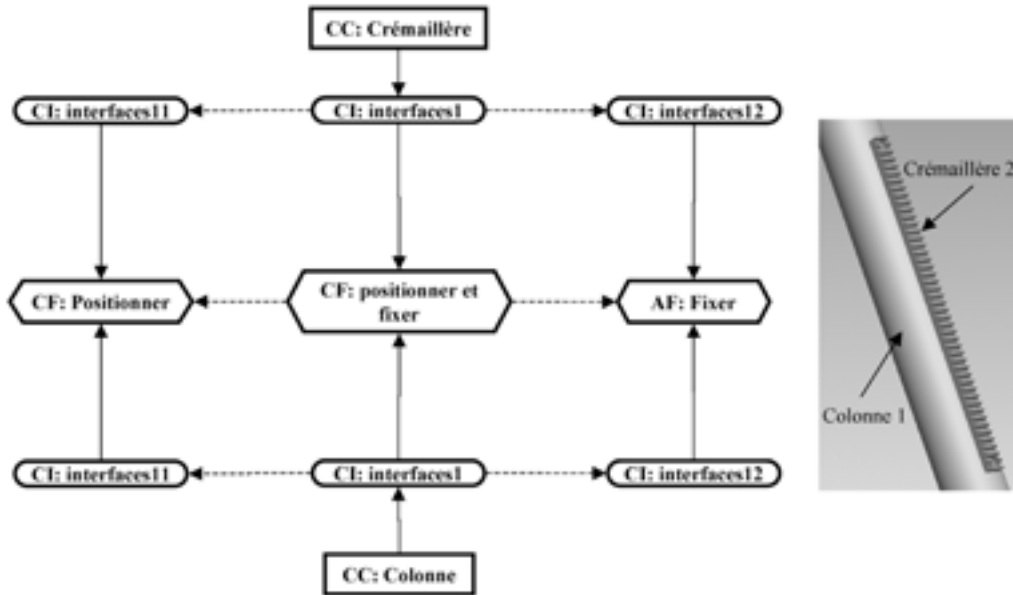 CC: Crémaillère
CI: interfaces11
CI: interfaces1
CI: interfaces12
Crémaillère 2
CF: Positionner
CF: positionner et
fixer
AF: Fixer
Colonne 1
CI: interfaces11
CI: interfaces1
CI: interfaces12
CC: Colonne